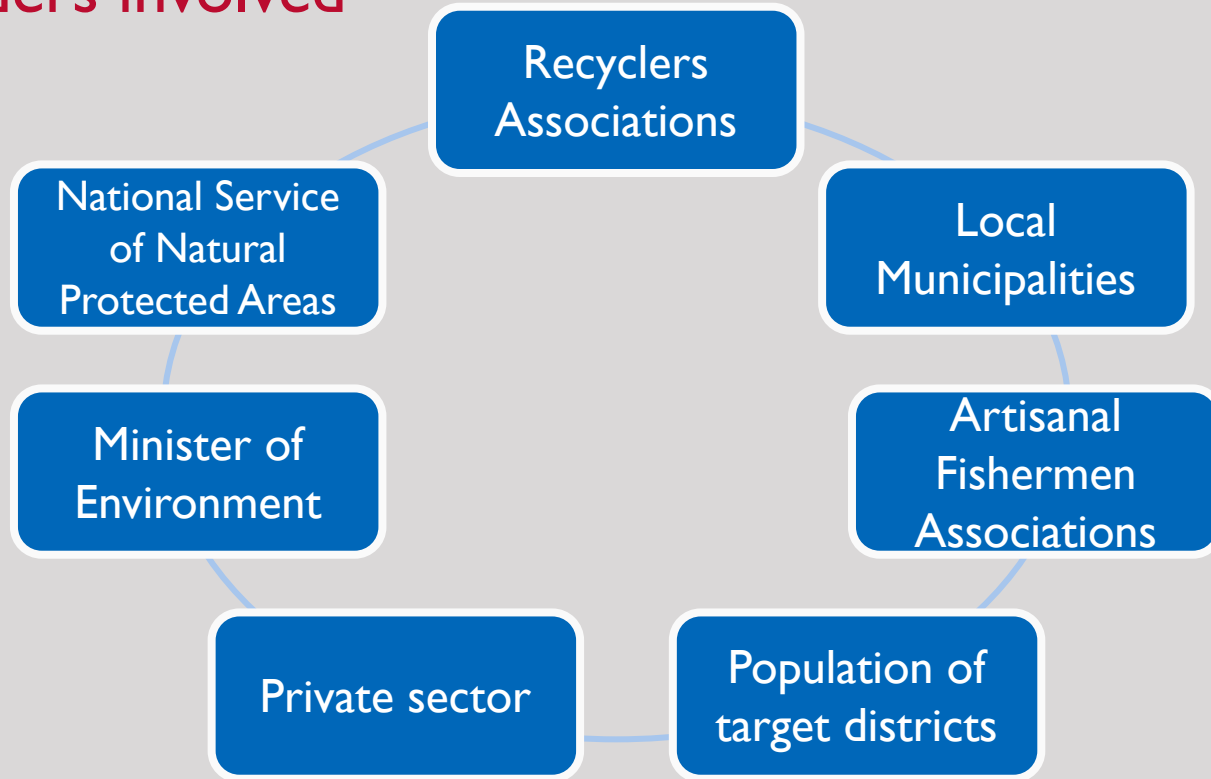 involved
Recyclers
Associations
Local
Municipalities
Artisanal
Fishermen
Associations
Population of
target districts
Private sector
Minister of
Environment
National Service
of Natural
Protected Areas